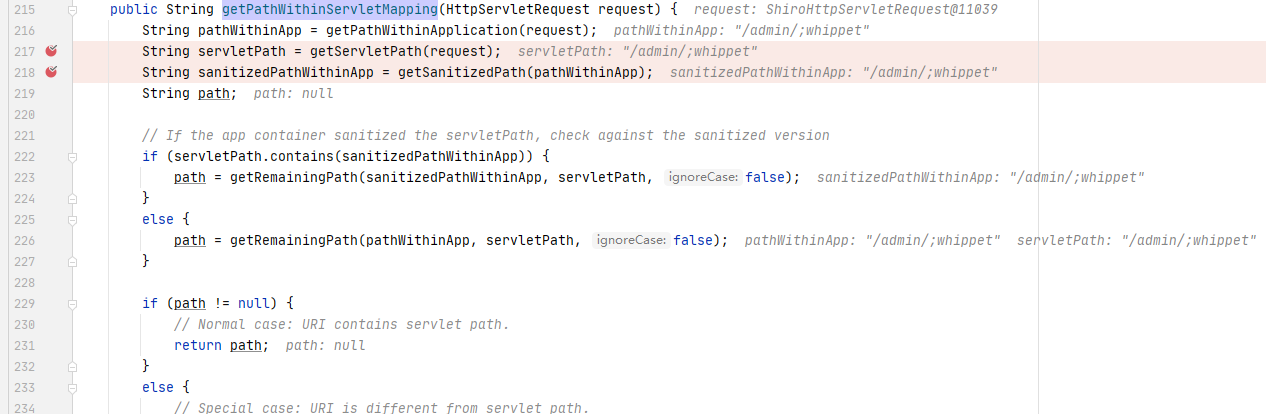 215 public String getPathWithinServletMapping(HttpServletRequest request) { request: ShiroHttpServletRequest@11039
216 String pathWithinApp = getPathWithinApplication(request); pathWithinApp: "/admin/;whippet"
217 String servletPath = getServletPath(request); servletPath: "/admin/;whippet"
218 String sanitizedPathWithinApp = getSanitizedPath(pathWithinApp); sanitizedPathWithinApp: "/admin/;whippet"
219 String path; path: null
220
221 // If the app container sanitized the servletPath, check against the sanitized version
222 if (servletPath.contains(sanitizedPathWithinApp)) {
223 path = getRemainingPath(sanitizedPathWithinApp, servletPath, ignoreCase: false); sanitizedPathWithinApp: "/admin/;whippet"
224 }
225 else {
226 path = getRemainingPath(pathWithinApp, servletPath, ignoreCase: false); pathWithinApp: "/admin/;whippet" servletPath: "/admin/;whippet"
227 }
228
229 if (path != null) {
230 // Normal case: URI contains servlet path.
231 return path; path: null
232 }
233 else {
234 // Special case: URI is different from servlet path.